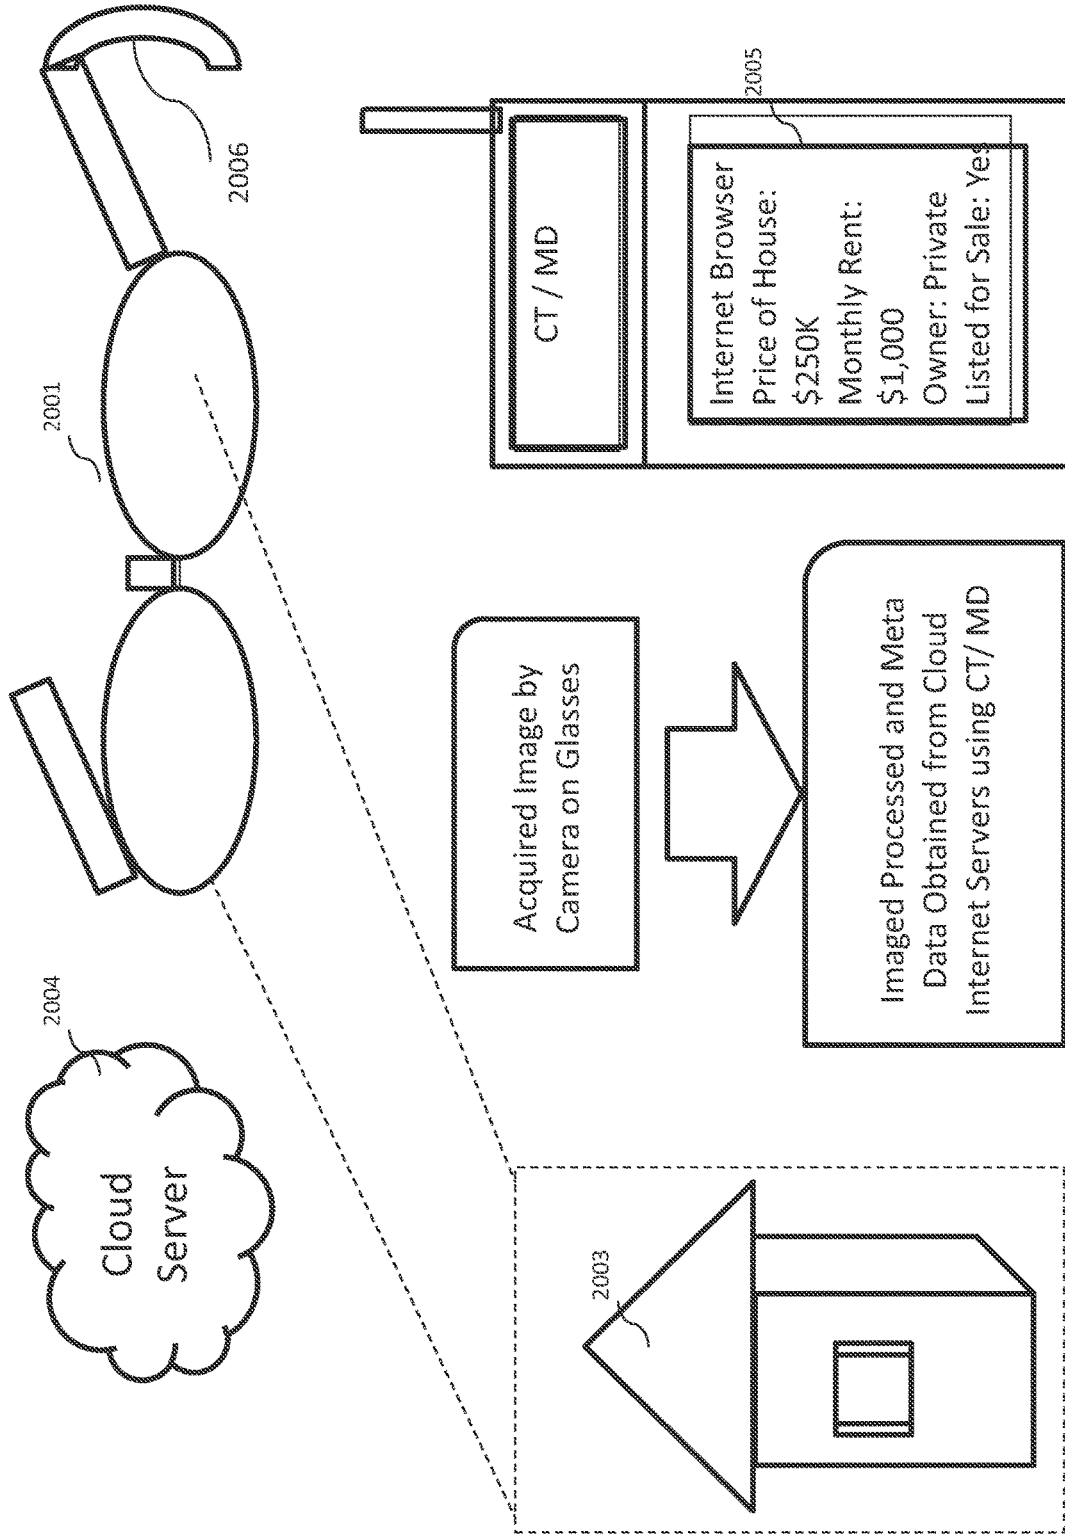 Cloud
Server
2004
2001
2006
2003
Acquired Image by
Camera on Glasses
Imaged Processed and Meta
Data Obtained from Cloud
Internet Servers using CT/ MD
CT / MD
2005
Internet Browser
Price of House:
$250K
Monthly Rent:
$1,000
Owner: Private
Listed for Sale: Yes